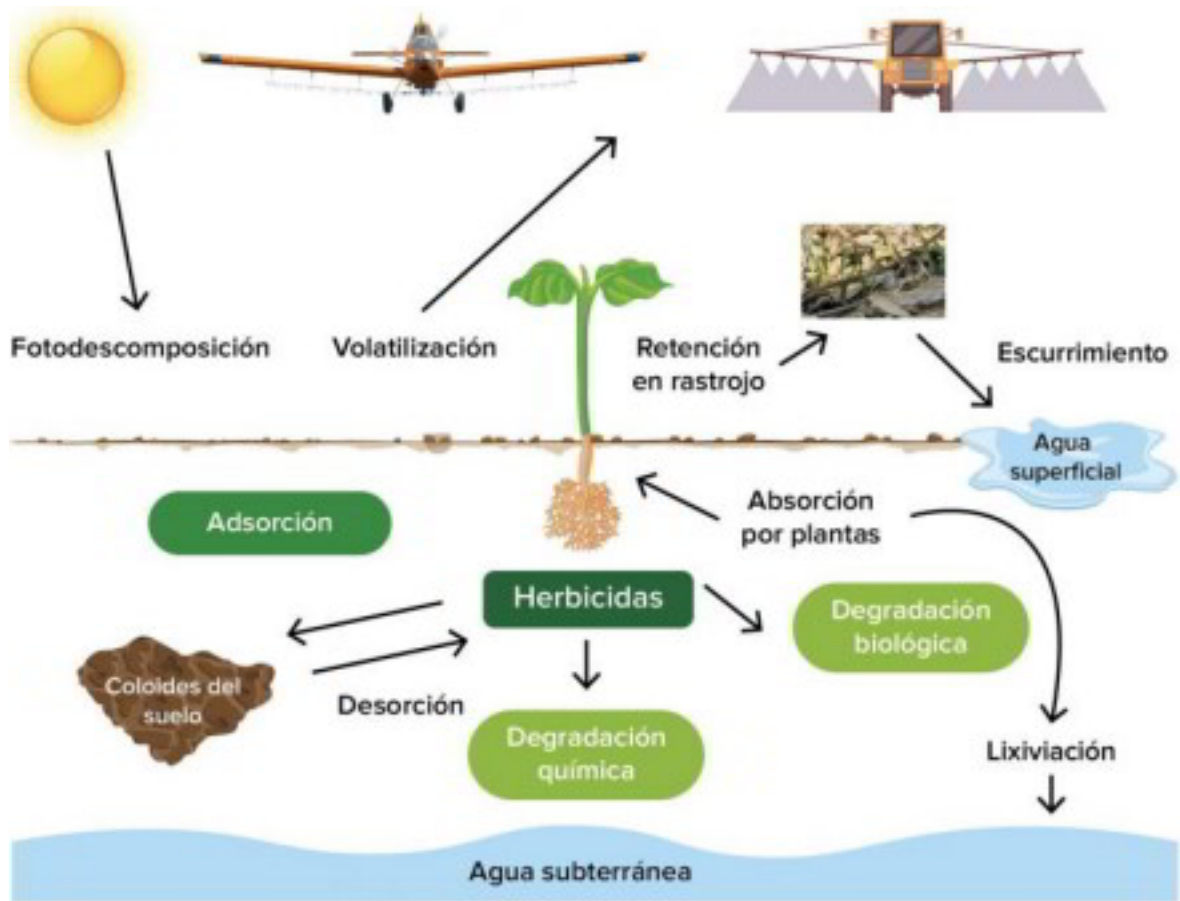 Fotodescomposición
Volatilización
Retención
en rastrojo
Escurrimiento
Agua
superficial
Adsorción
Absorción
por plantas
Herbicidas
Degradación
biológica
Coloides del
suelo
Desorción
Degradación
química
Lixiviación
Agua subterránea